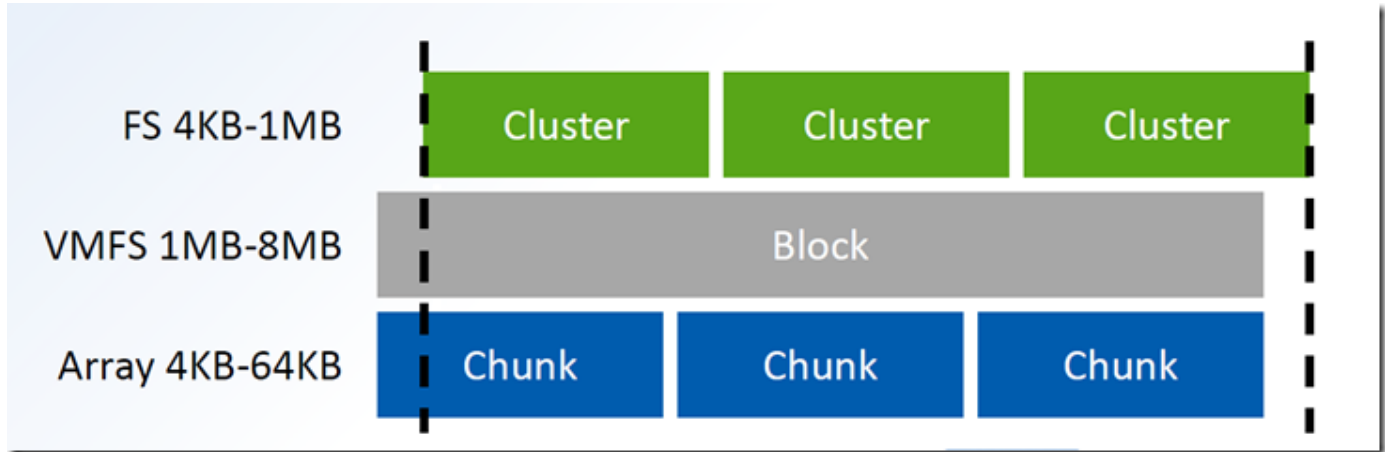 FS 4KB-1MB Cluster Cluster Cluster
VMFS 1MB-8MB Block
Array 4KB-64KB Chunk Chunk Chunk